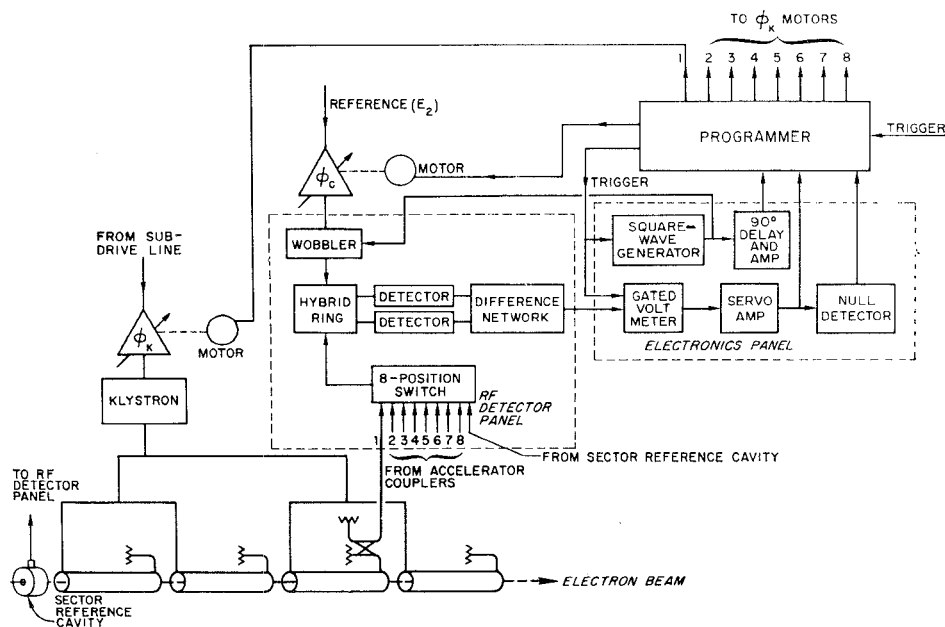 TO ϕK MOTORS
1 2 3 4 5 6 7 8
REFERENCE (E2)
PROGRAMMER
TRIGGER
ϕC
MOTOR
TRIGGER
WOBBLER
SQUARE-
WAVE
GENERATOR
90°
DELAY
AND
AMP
FROM SUB-
DRIVE LINE
HYBRID
RING
DETECTOR
DETECTOR
DIFFERENCE
NETWORK
GATED
VOLT
METER
SERVO
AMP
NULL
DETECTOR
ELECTRONICS PANEL
ϕK
MOTOR
KLYSTRON
8-POSITION
SWITCH
RF
DETECTOR
PANEL
1 2 3 4 5 6 7 8
FROM SECTOR REFERENCE CAVITY
FROM ACCELERATOR
COUPLERS
TO RF
DETECTOR
PANEL
ELECTRON BEAM
SECTOR
REFERENCE
CAVITY